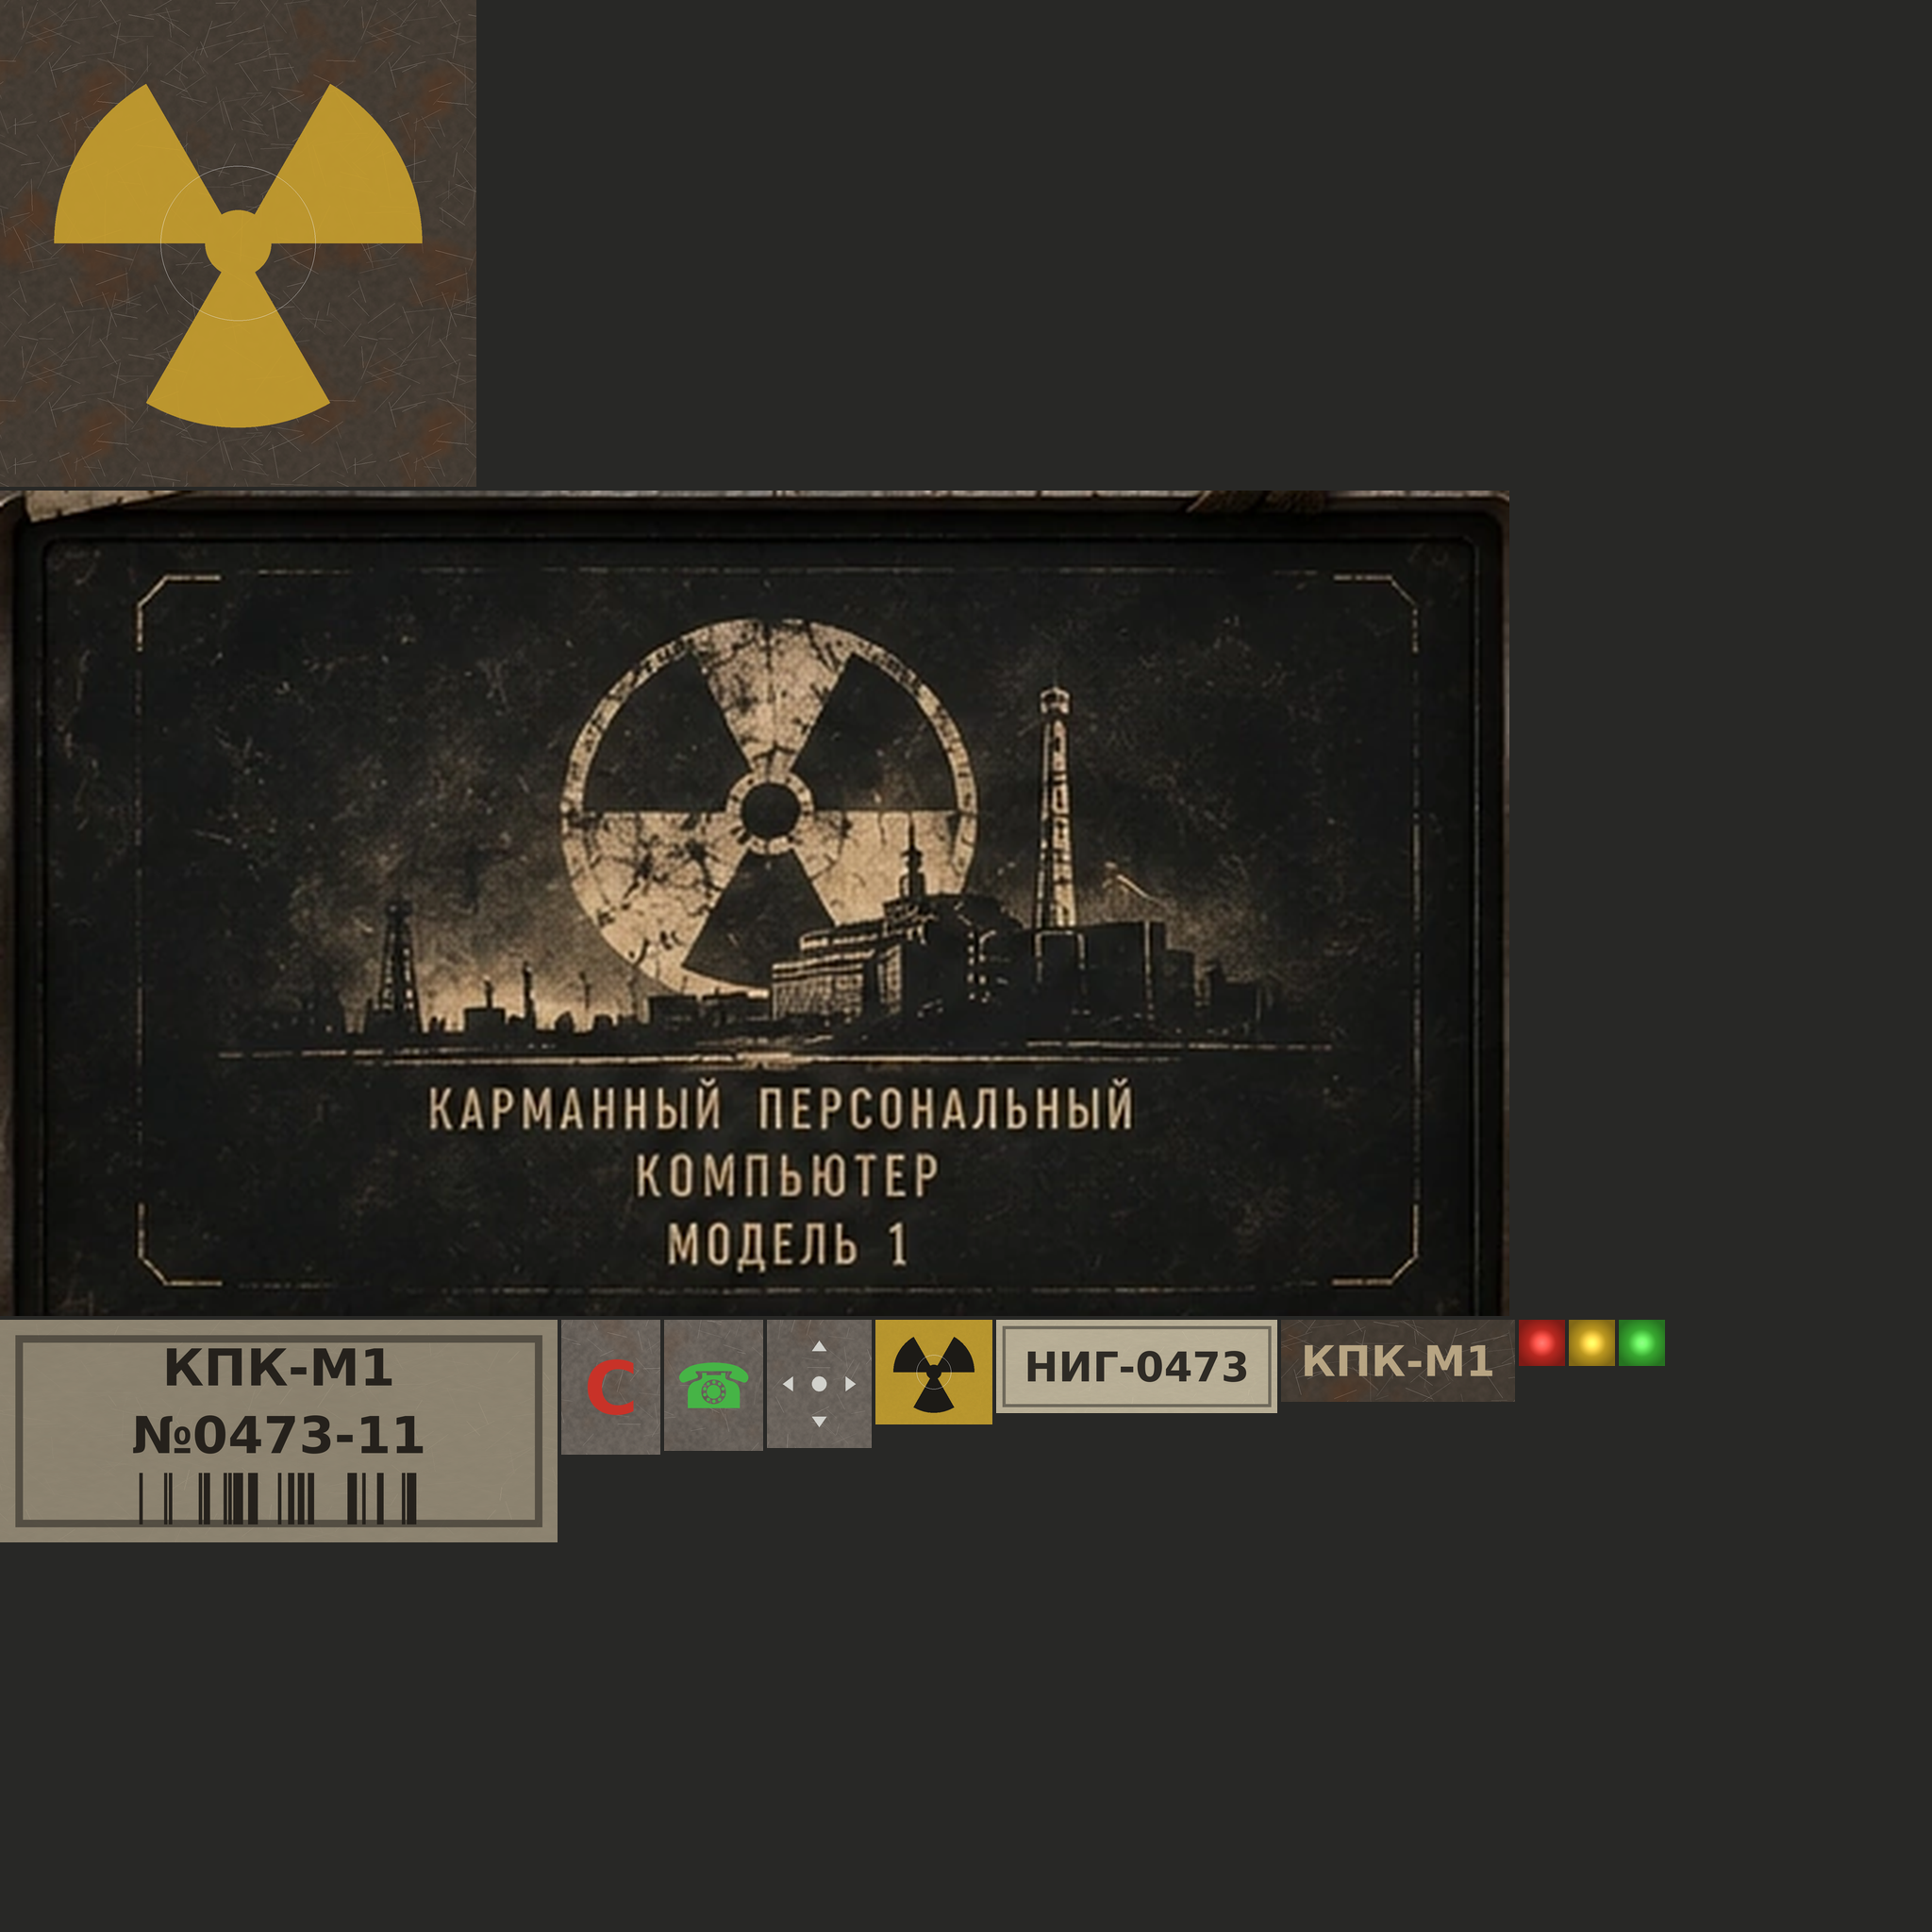 КАРМАННЫЙ ПЕРСОНАЛЬНЫЙ
КОМПЬЮТЕР
МОДЕЛЬ 1
КПК-М1
№0473-11
C
НИГ-0473
КПК-М1